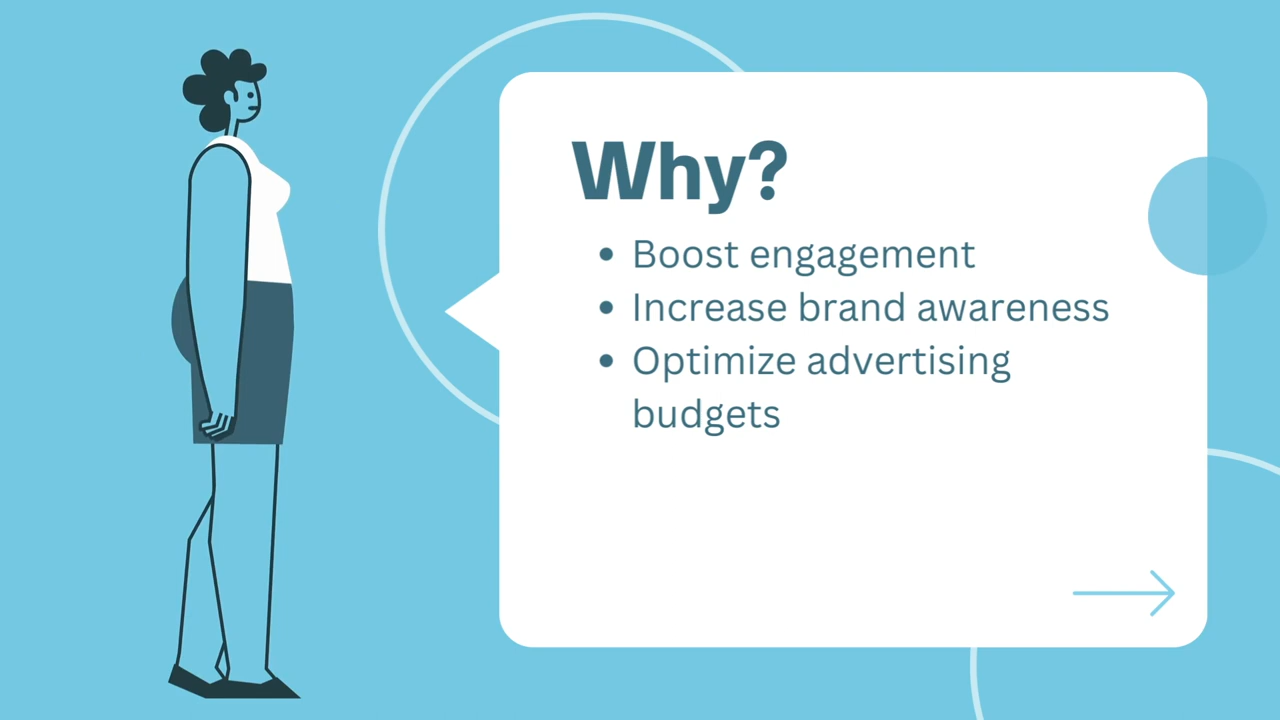 Why?
• Boost engagement
• Increase brand awareness
• Optimize advertising
budgets